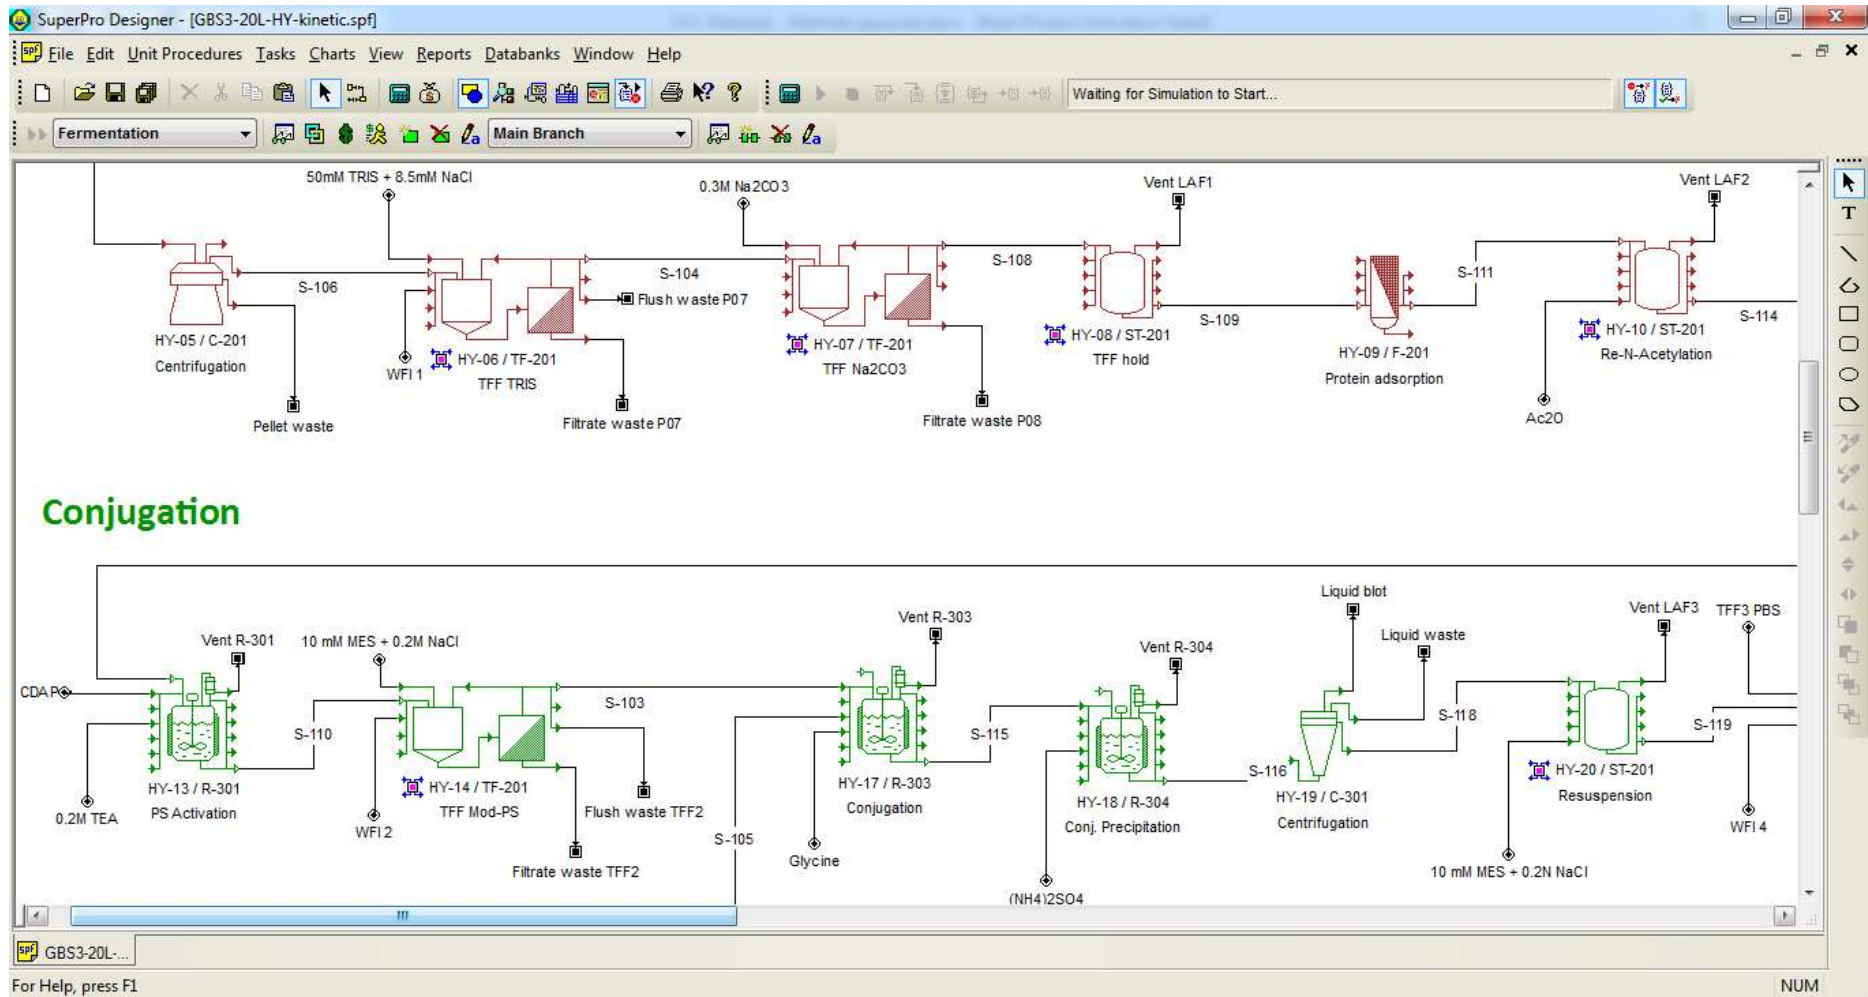 SuperPro Designer - [GBS3-20L-HY-kinetic.spf]
File Edit Unit Procedures Tasks Charts View Reports Databanks Window Help
Waiting for Simulation to Start...
Fermentation
Main Branch
50mM TRIS + 8.5mM NaCl
0.3M Na2CO3
Vent LAF1
Vent LAF2
S-106
S-104
S-108
S-111
Flush waste P07
S-109
S-114
HY-05 / C-201
Centrifugation
WFI 1
HY-06 / TF-201
TFF TRIS
HY-07 / TF-201
TFF Na2CO3
HY-08 / ST-201
TFF hold
HY-09 / F-201
Protein adsorption
HY-10 / ST-201
Re-N-Acetylation
Pellet waste
Filtrate waste P07
Filtrate waste P08
Ac2O
Conjugation
Liquid blot
Vent R-301
10 mM MES + 0.2M NaCl
Vent R-303
Vent R-304
Liquid waste
Vent LAF3
TFF3 PBS
CDAP
S-110
S-103
S-115
S-118
S-119
S-116
HY-13 / R-301
PS Activation
0.2M TEA
HY-14 / TF-201
TFF Mod-PS
WFI 2
Flush waste TFF2
Filtrate waste TFF2
S-105
HY-17 / R-303
Conjugation
Glycine
HY-18 / R-304
Conj. Precipitation
(NH4)2SO4
HY-19 / C-301
Centrifugation
HY-20 / ST-201
Resuspension
10 mM MES + 0.2N NaCl
WFI 4
GBS3-20L-...
For Help, press F1
NUM